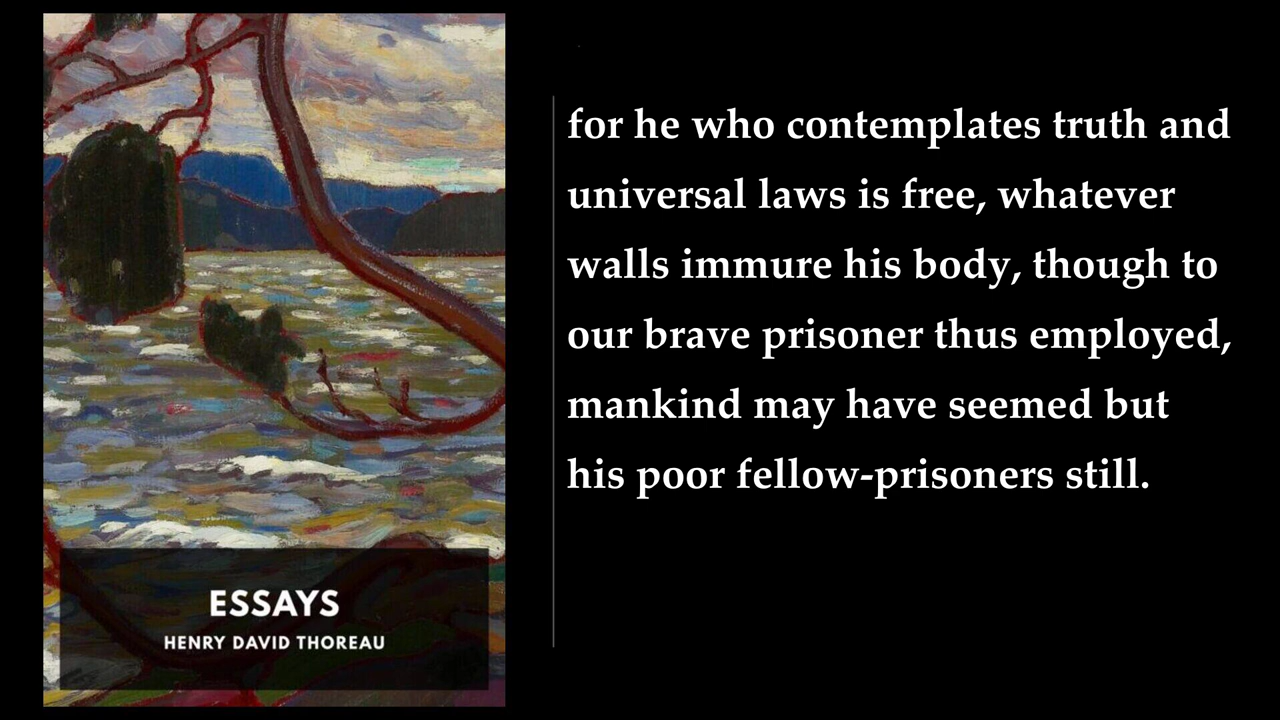 for he who contemplates truth and
universal laws is free, whatever
walls immure his body, though to
our brave prisoner thus employed,
mankind may have seemed but
his poor fellow-prisoners still.
ESSAYS
HENRY DAVID THOREAU